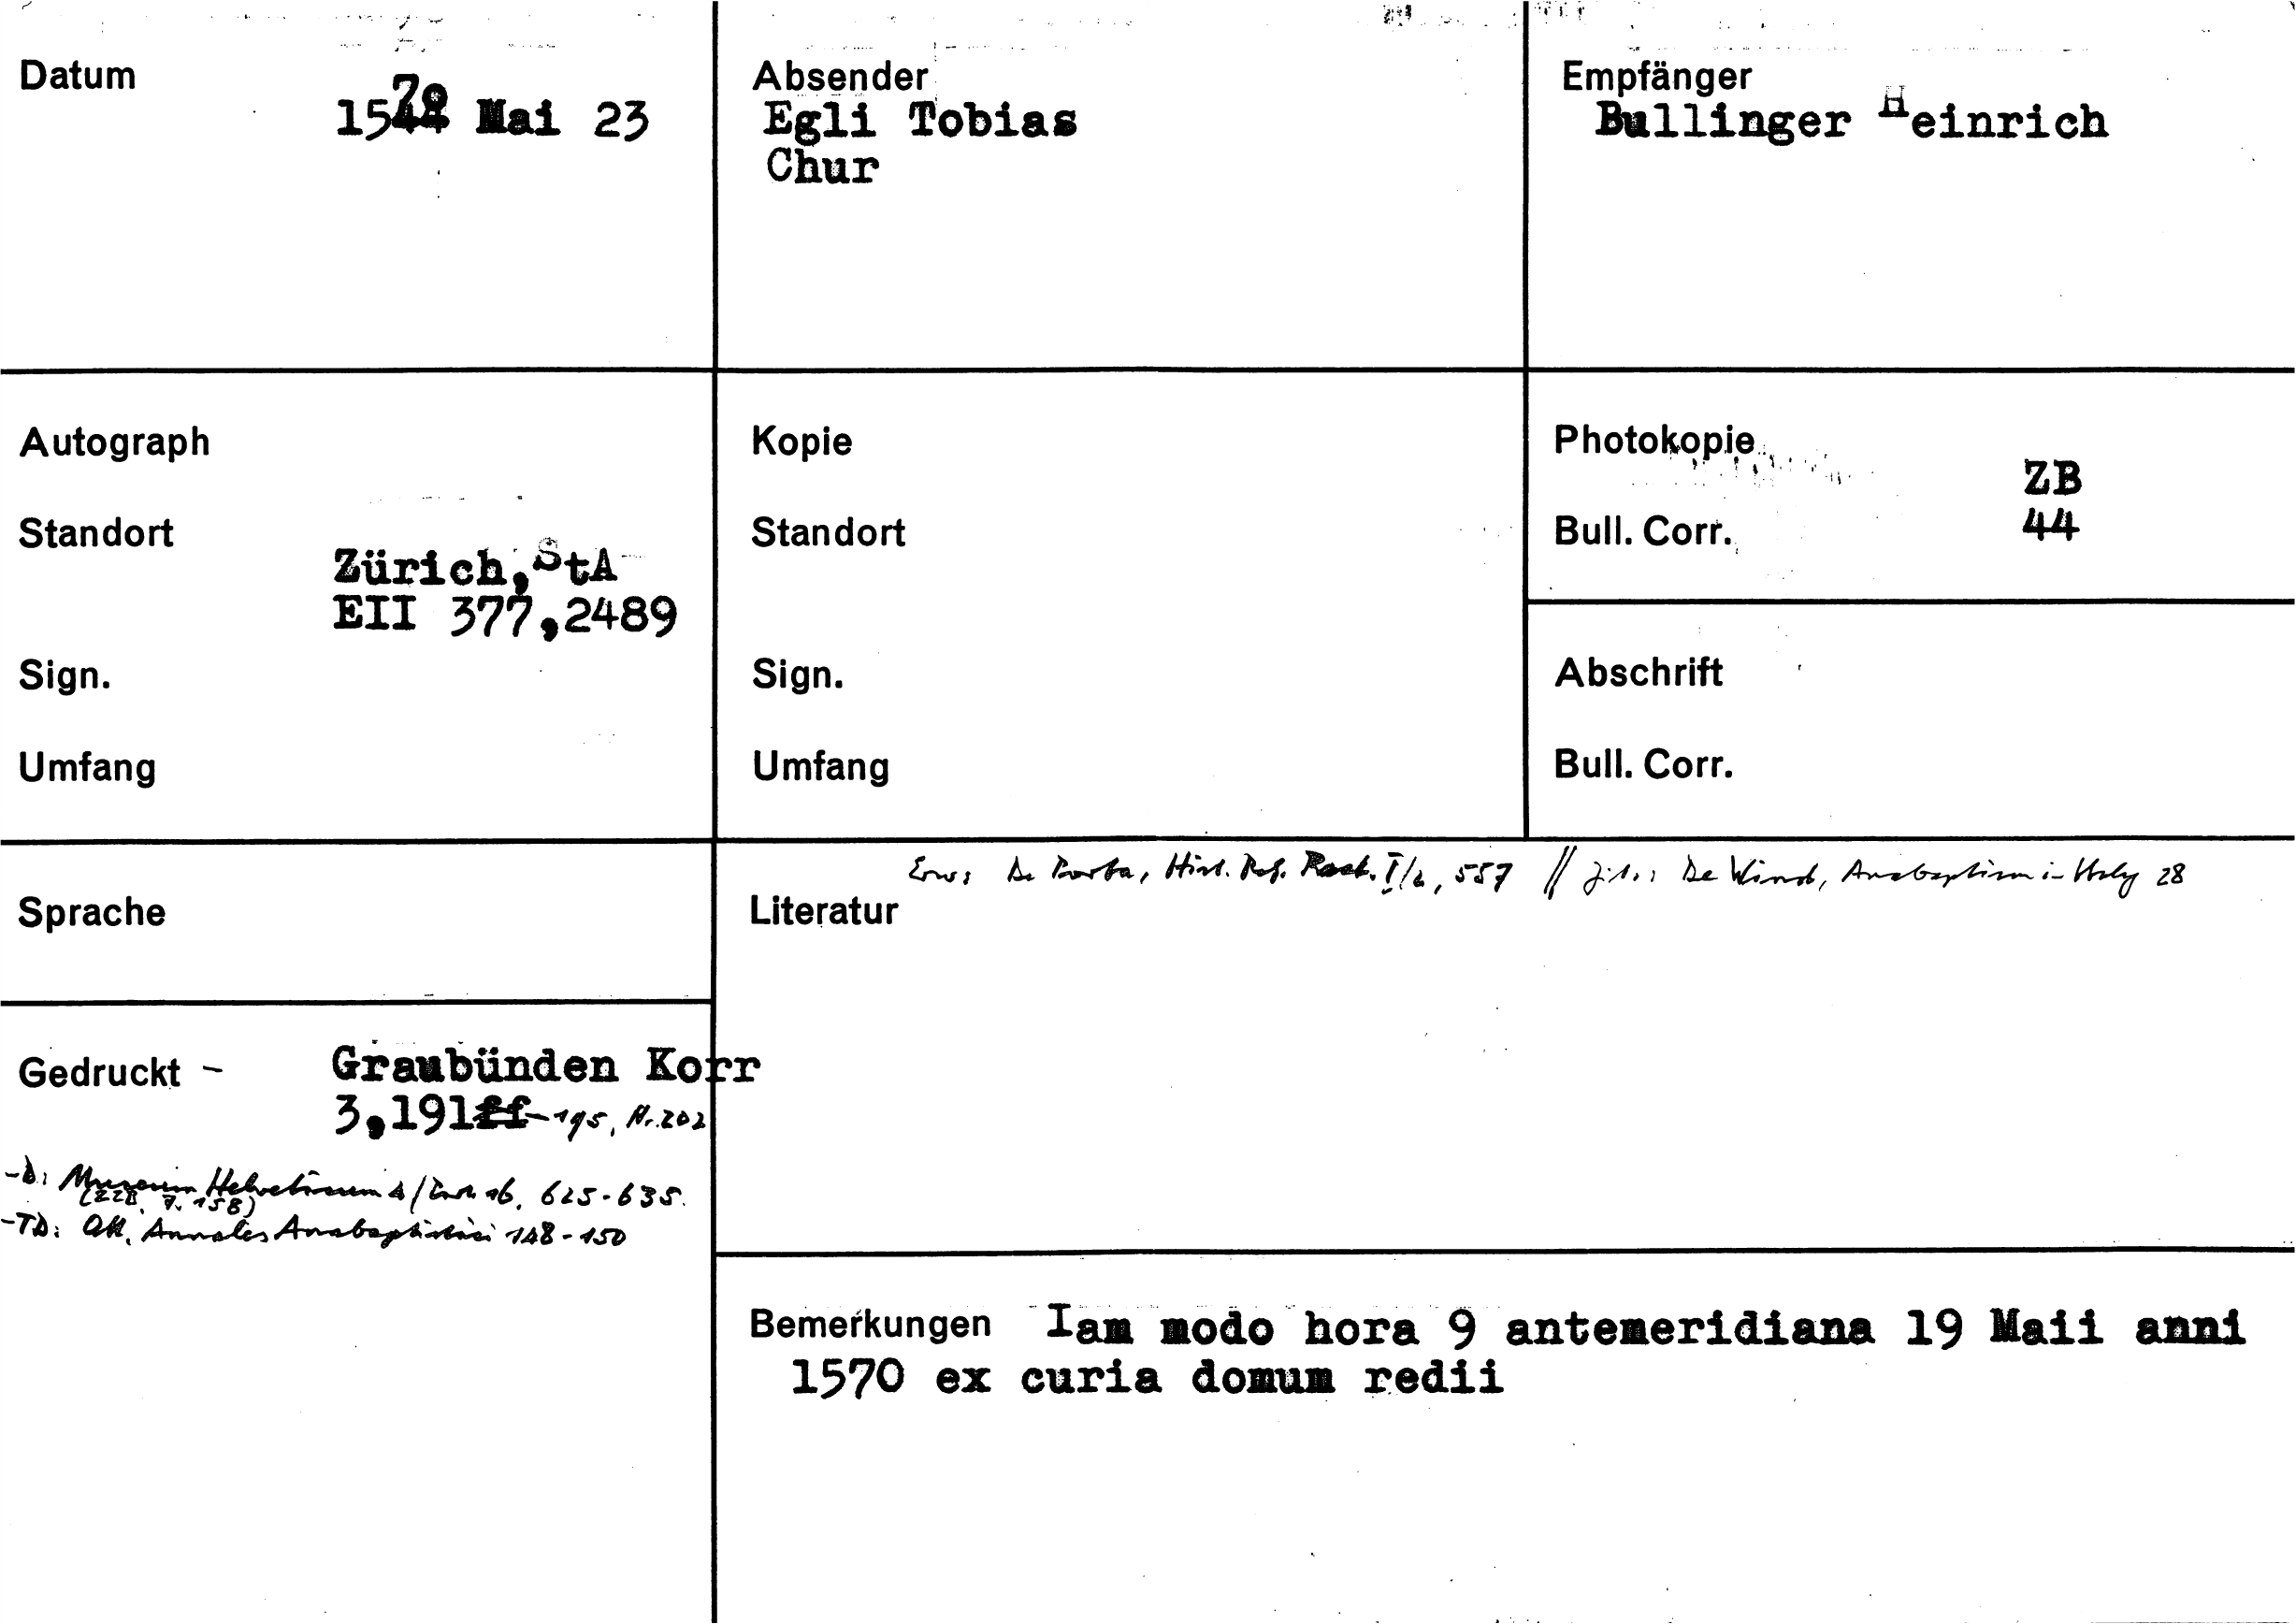 Datum
1570 Mai 23
Absender
Egli Tobias
Chur
Empfänger
Bullinger Heinrich
Autograph
Standort
Zürich, StA
EII 377,2489
Sign.
Umfang
Kopie
Standort
Sign.
Umfang
Photokopie
ZB
Bull. Corr.
44
Abschrift
Bull. Corr.
Sprache
Erw: De Porta, Hist. Ref. Raet. I/2, 557 // zit.: De Wind, Anabaptism in Italy 28
Literatur
Gedruckt -
Graubünden Korr
3,191ff-195, Nr. 202
-D: Museum Helveticum 4/ 16, 625-635.
(ZZB, 7. 158)
-TD: Ott, Annales Anabaptistici 148-150
Bemerkungen Iam modo hora 9 antemeridiana 19 Maii anni
1570 ex curia domum redii